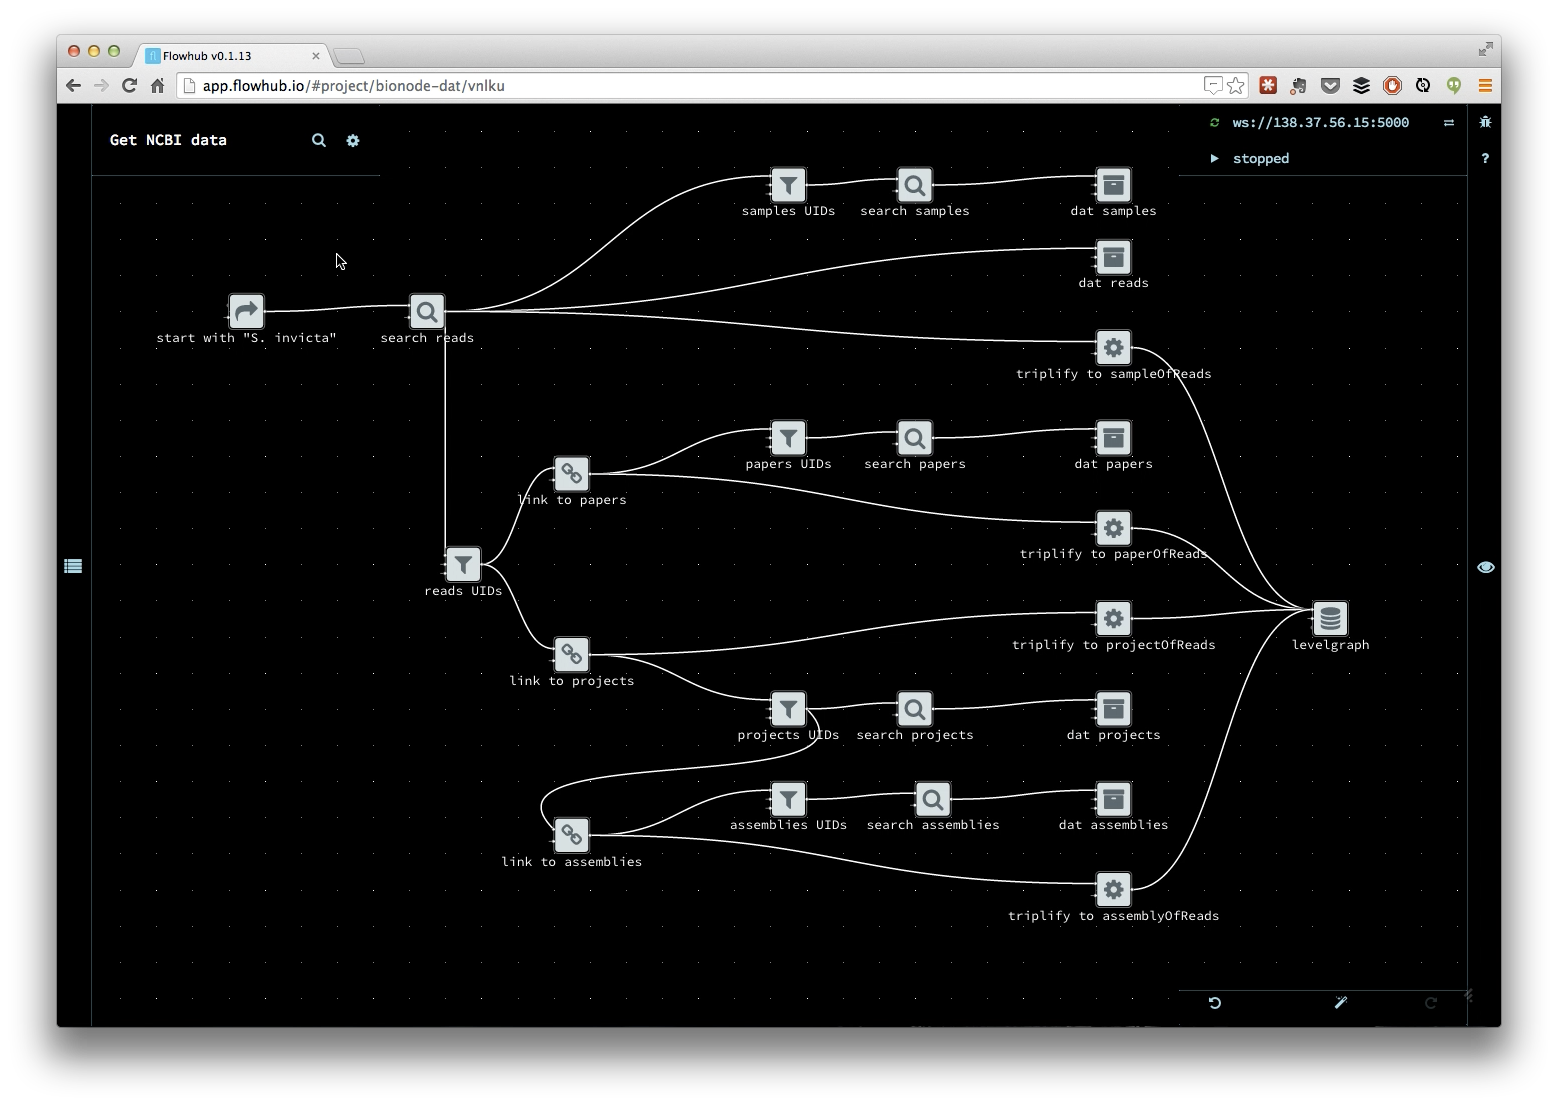 Flowhub v0.1.13
app.flowhub.io/#project/bionode-dat/vnlku
Get NCBI data
ws://138.37.56.15:5000
stopped
?
samples UIDs
search samples
dat samples
dat reads
start with "S. invicta"
search reads
triplify to sampleOfReads
papers UIDs
search papers
dat papers
link to papers
triplify to paperOfReads
reads UIDs
triplify to projectOfReads
levelgraph
link to projects
projects UIDs
search projects
dat projects
assemblies UIDs
search assemblies
dat assemblies
link to assemblies
triplify to assemblyOfReads